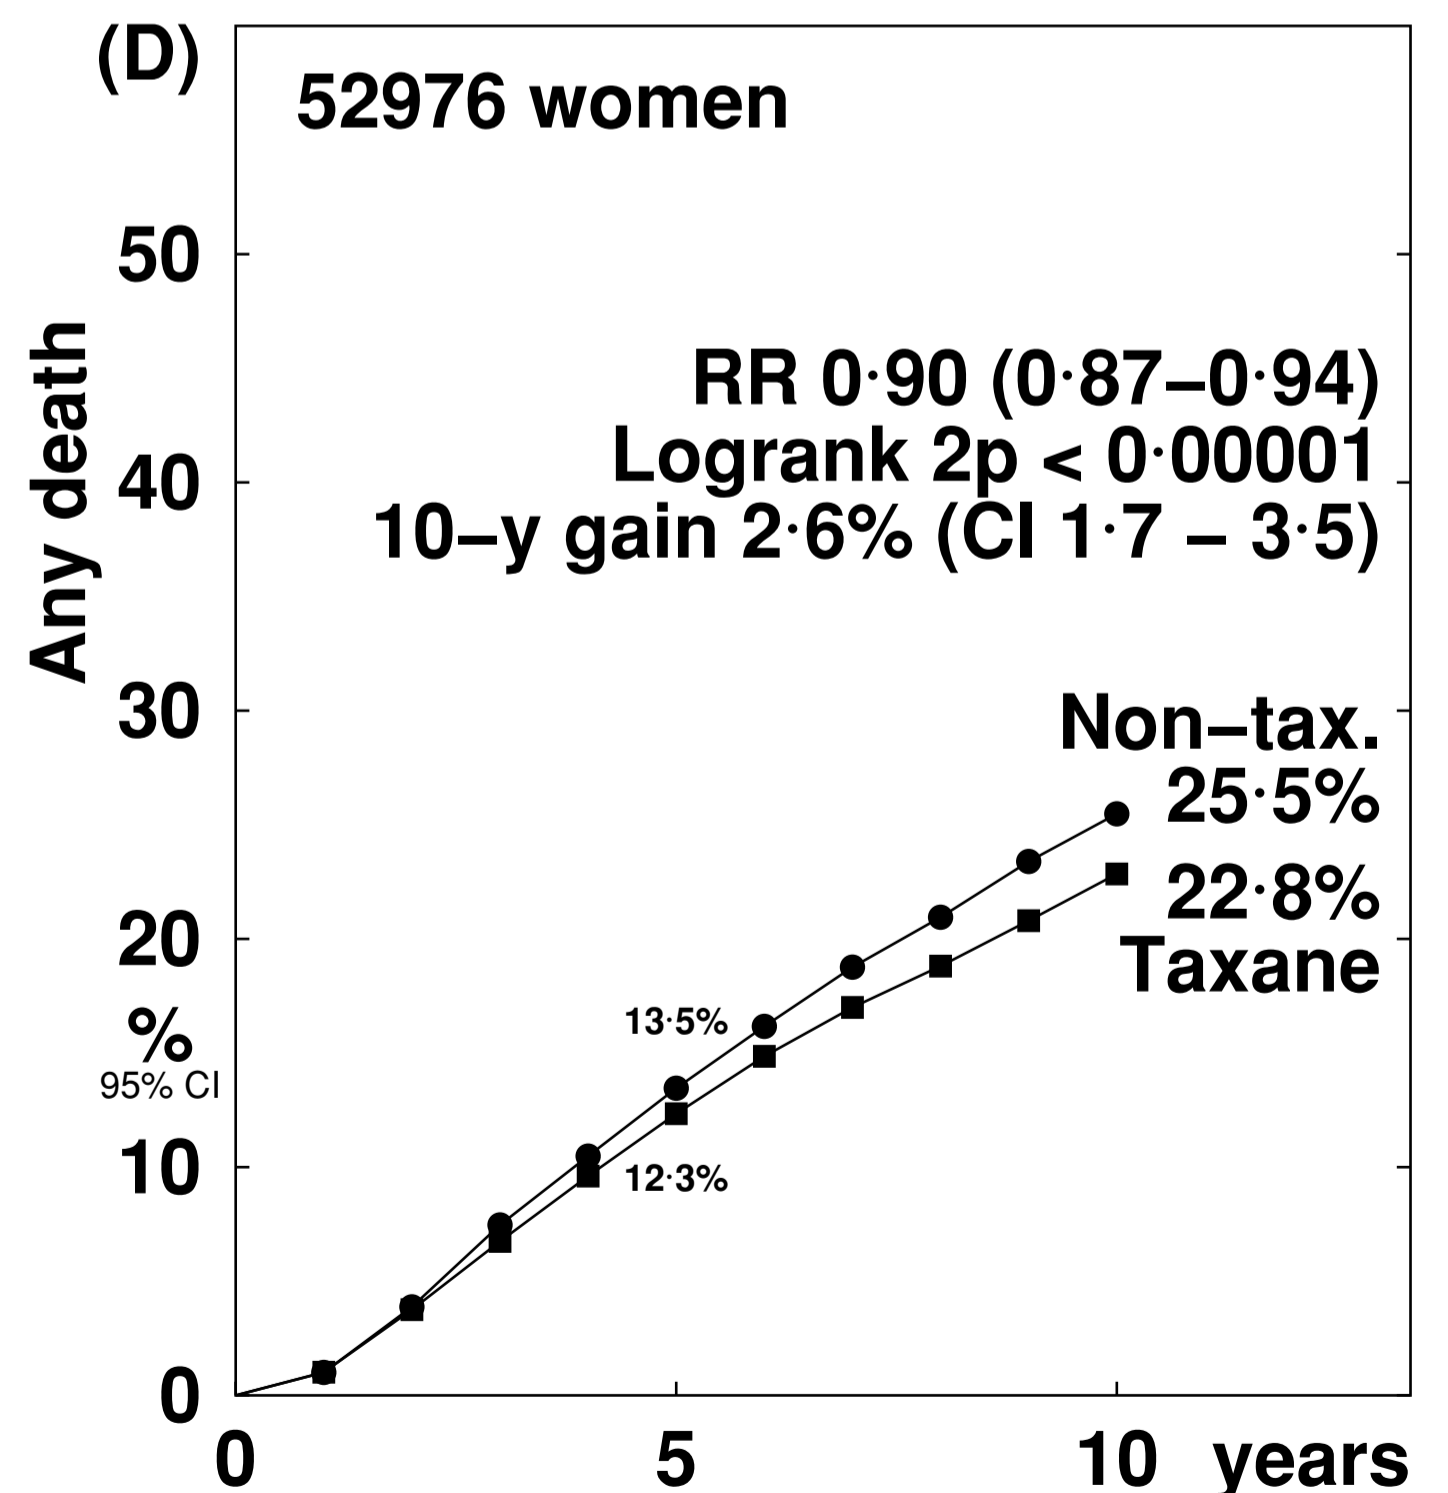 (D)
52976 women
50
Any death
RR 0·90 (0·87–0·94)
40
Logrank 2p < 0·00001
10–y gain 2·6% (CI 1·7 – 3·5)
30
Non–tax.
25·5%
22·8%
20
Taxane
%
13·5%
95% CI
10
12·3%
0
0 5 10 years